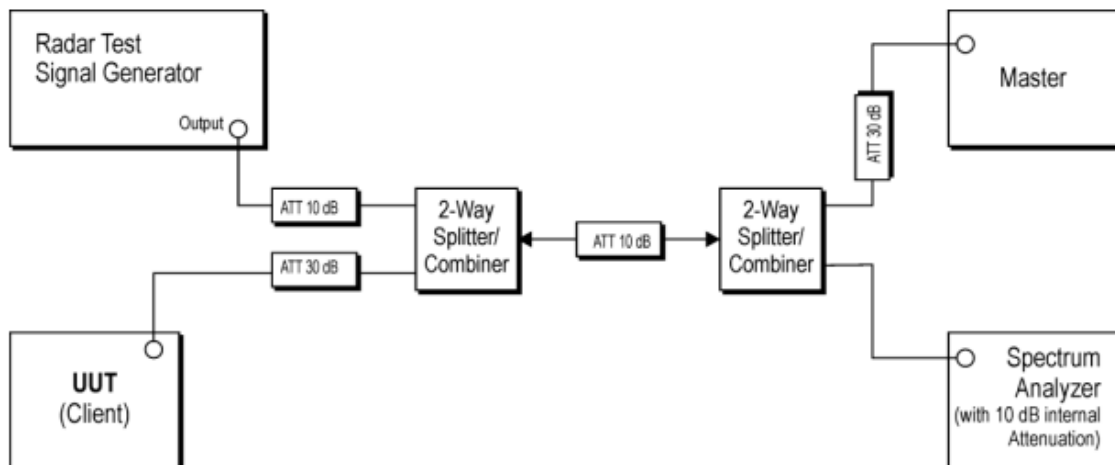 Radar Test
Signal Generator
Output
ATT 10 dB
ATT 30 dB
UUT
(Client)
2-Way
Splitter/
Combiner
ATT 10 dB
2-Way
Splitter/
Combiner
ATT 30 dB
Master
Spectrum
Analyzer
(with 10 dB internal
Attenuation)